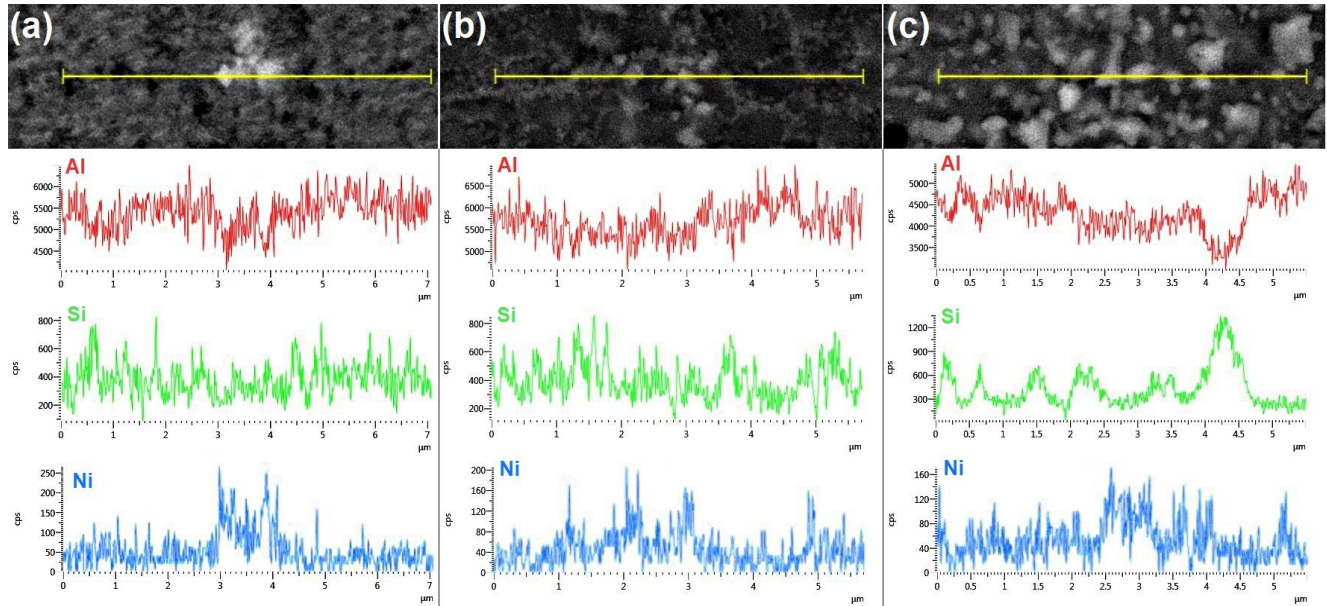 (a) (b) (c)
Al
6000
5500
5000
4500
cps
0 1 2 3 4 5 6 7
μm
Si
800
600
400
200
cps
0 1 2 3 4 5 6 7
μm
Ni
250
200
150
100
50
0
cps
0 1 2 3 4 5 6 7
μm
Al
6500
6000
5500
5000
cps
0 1 2 3 4 5
μm
Si
800
600
400
200
cps
0 1 2 3 4 5
μm
Ni
200
160
120
80
40
0
cps
0 1 2 3 4 5
μm
Al
5000
4500
4000
3500
cps
0 0.5 1 1.5 2 2.5 3 3.5 4 4.5 5
μm
Si
1200
900
600
300
cps
0 0.5 1 1.5 2 2.5 3 3.5 4 4.5 5
μm
Ni
160
120
80
40
0
cps
0 0.5 1 1.5 2 2.5 3 3.5 4 4.5 5
μm